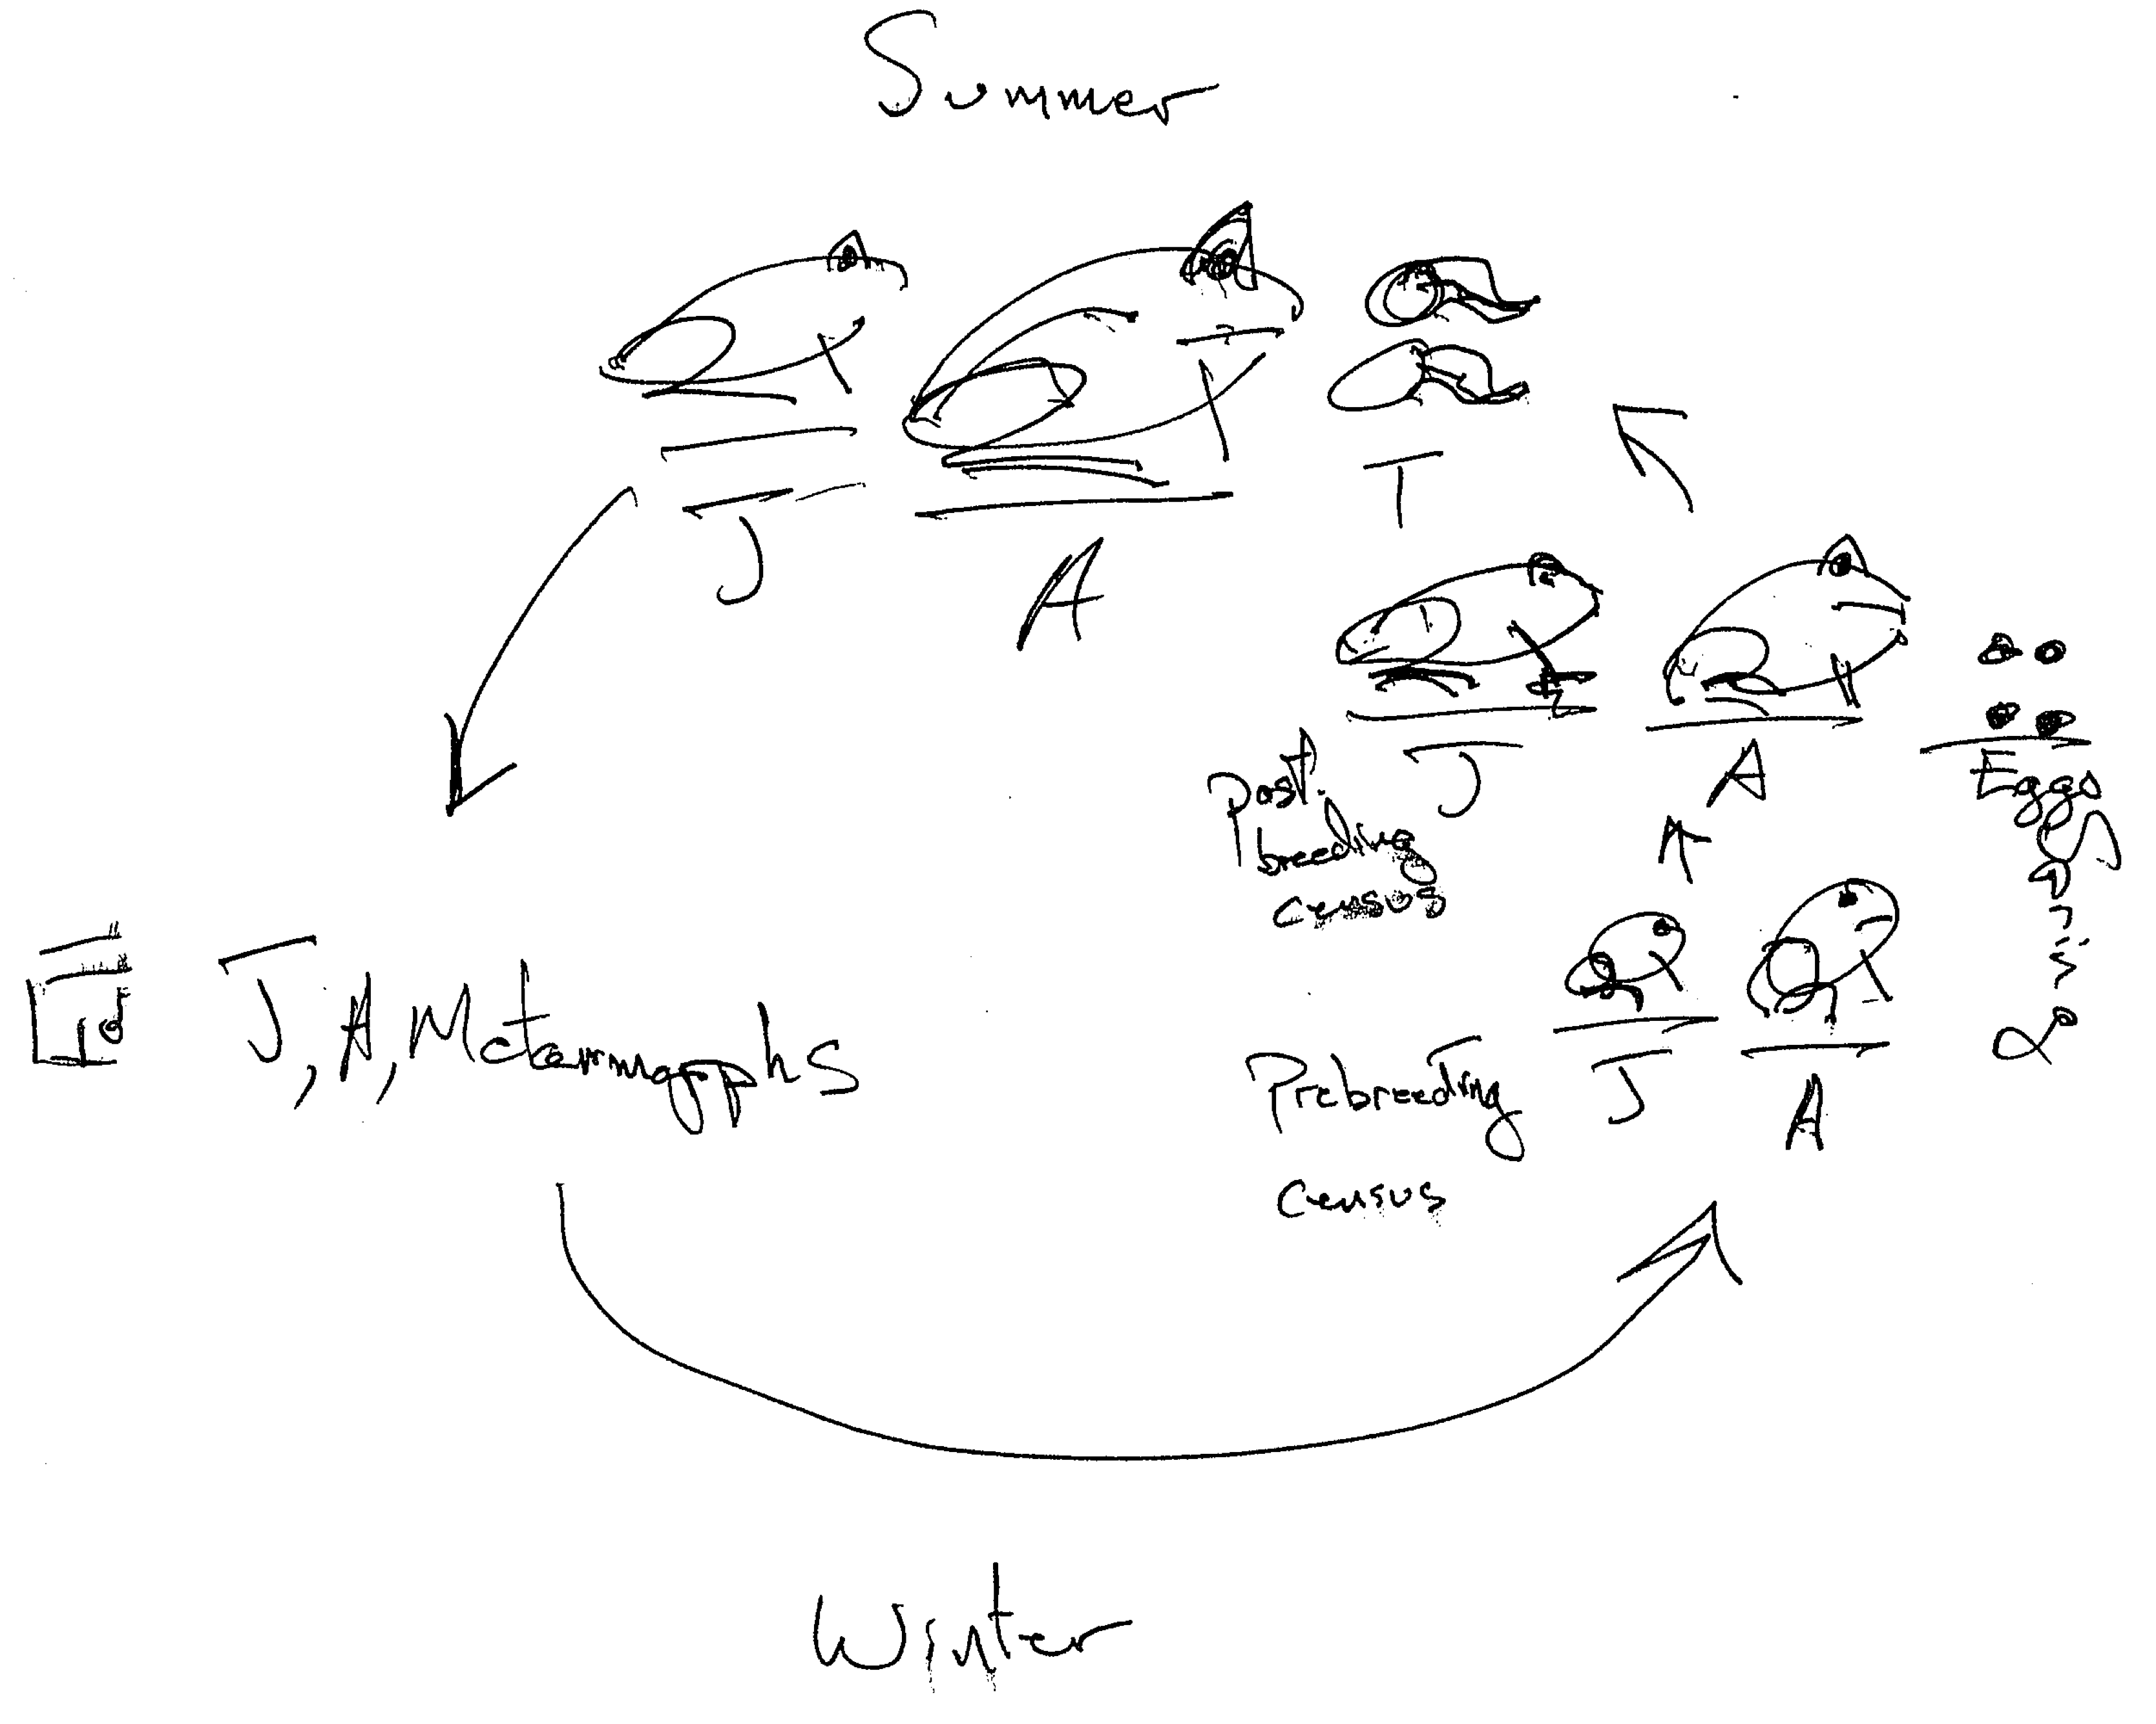 Summer
J
A
T
J
A
Eggs
Post.
breeding
census
J, A, Metamorphs
J
A
Prebreeding
Census
Winter